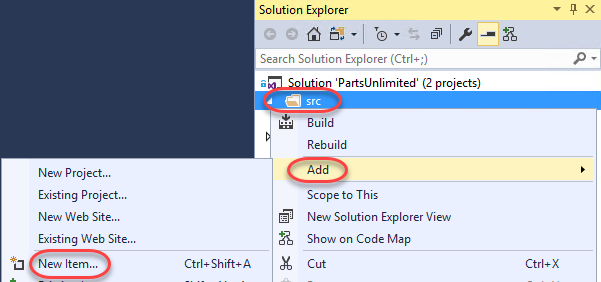 Solution Explorer
Search Solution Explorer (Ctrl+;)
Solution 'PartsUnlimited' (2 projects)
src
Build
Rebuild
Add
Scope to This
New Solution Explorer View
Show on Code Map
Cut Ctrl+X
New Project...
Existing Project...
New Web Site...
Existing Web Site...
New Item... Ctrl+Shift+A